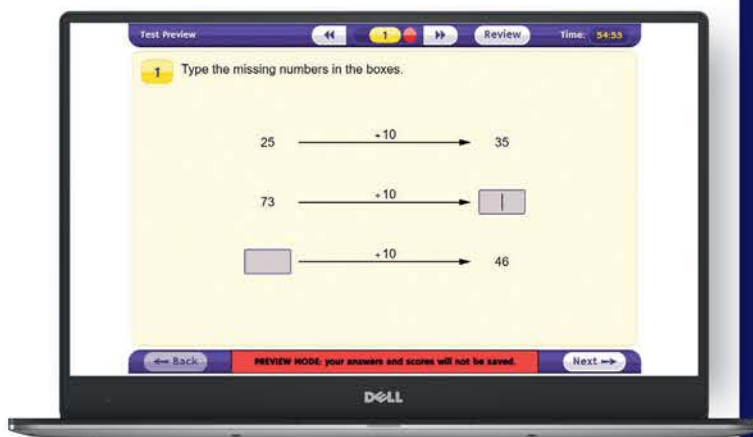 Test Preview 1 Review Time: 54:53
1 Type the missing numbers in the boxes.
25 +10 35
73 +10
+10 46
Back PREVIEW MODE: your answers and scores will not be saved. Next
DELL